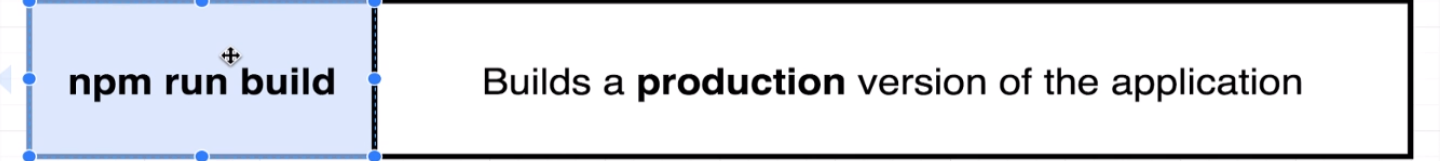 npm run build
Builds a production version of the application